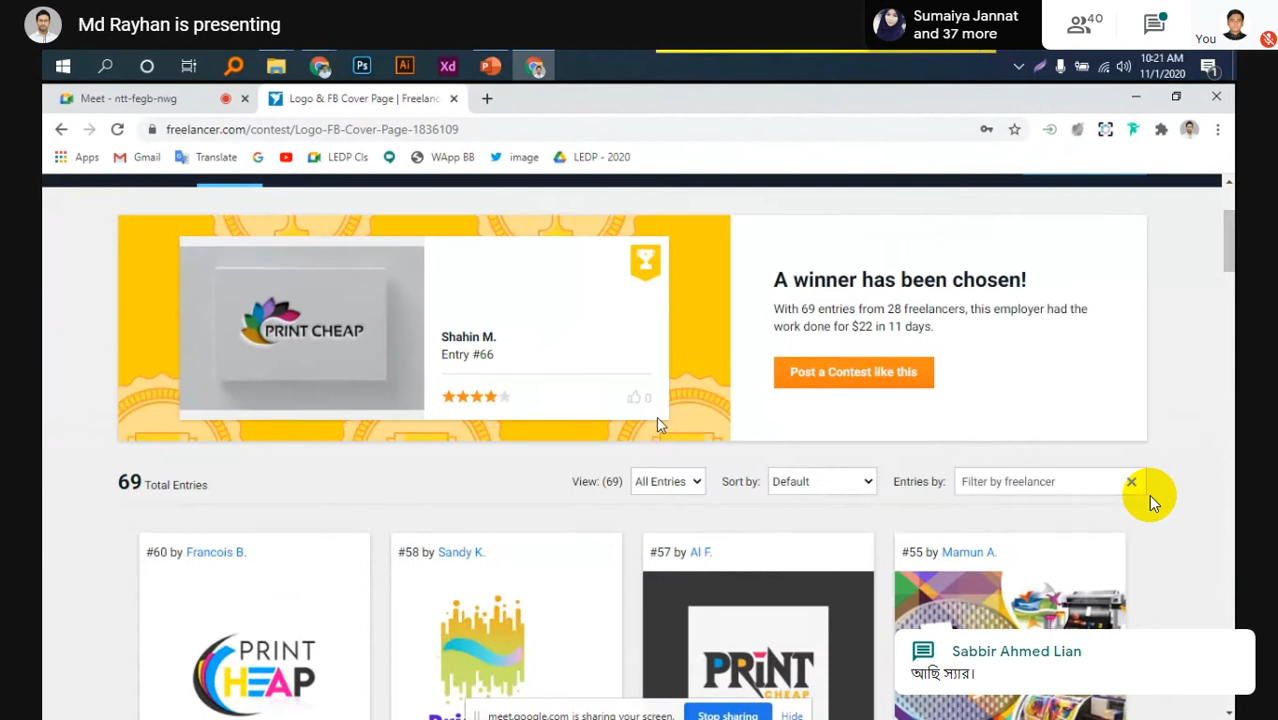 Md Rayhan is presenting
Sumaiya Jannat
and 37 more
40
You
Ps
Ai
Xd
10:21 AM
11/1/2020
1
Meet - ntt-fegb-nwg
Logo & FB Cover Page | Freelanc
freelancer.com/contest/Logo-FB-Cover-Page-1836109
Apps
Gmail
Translate
LEDP Cls
WApp BB
image
LEDP - 2020
PRINT CHEAP
Shahin M.
Entry #66
0
A winner has been chosen!
With 69 entries from 28 freelancers, this employer had the
work done for $22 in 11 days.
Post a Contest like this
69 Total Entries
View: (69)
All Entries
Sort by:
Default
Entries by:
Filter by freelancer
#60 by Francois B.
#58 by Sandy K.
#57 by Al F.
#55 by Mamun A.
PRINT
CHEAP
PRINT
CHEAP
Sabbir Ahmed Lian
আছি স্যার।
meet.google.com is sharing your screen.
Stop sharing
Hide